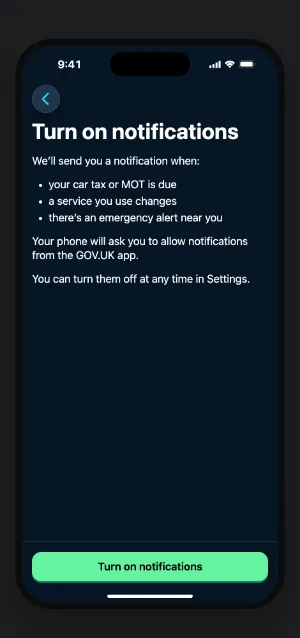 9:41
Turn on notifications
We’ll send you a notification when:
• your car tax or MOT is due
• a service you use changes
• there’s an emergency alert near you
Your phone will ask you to allow notifications
from the GOV.UK app.
You can turn them off at any time in Settings.
Turn on notifications